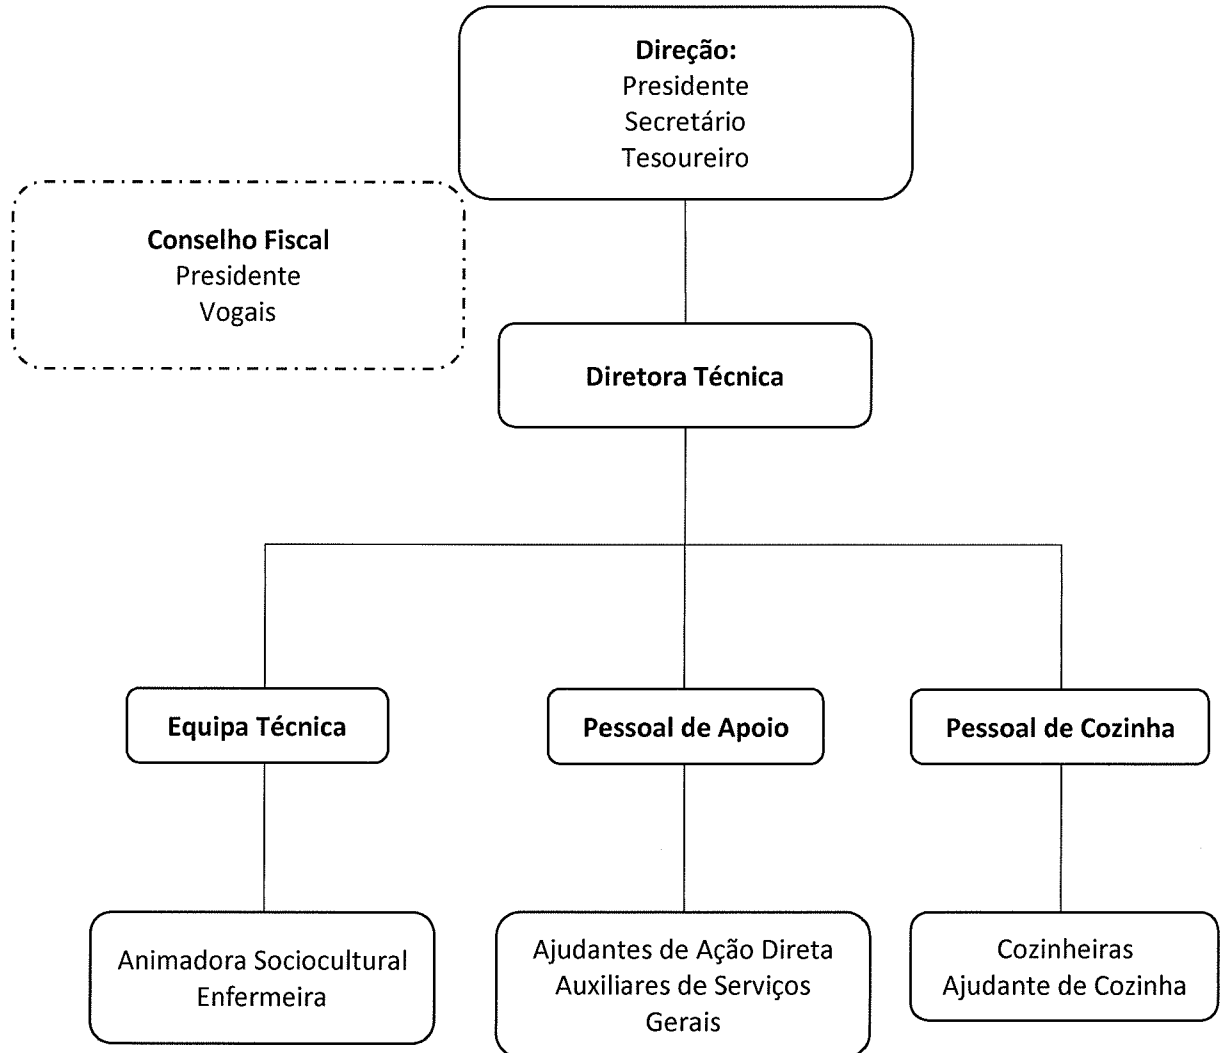 Direção:
Presidente
Secretário
Tesoureiro
Conselho Fiscal
Presidente
Vogais
Diretora Técnica
Equipa Técnica
Pessoal de Apoio
Pessoal de Cozinha
Animadora Sociocultural
Enfermeira
Ajudantes de Ação Direta
Auxiliares de Serviços
Gerais
Cozinheiras
Ajudante de Cozinha